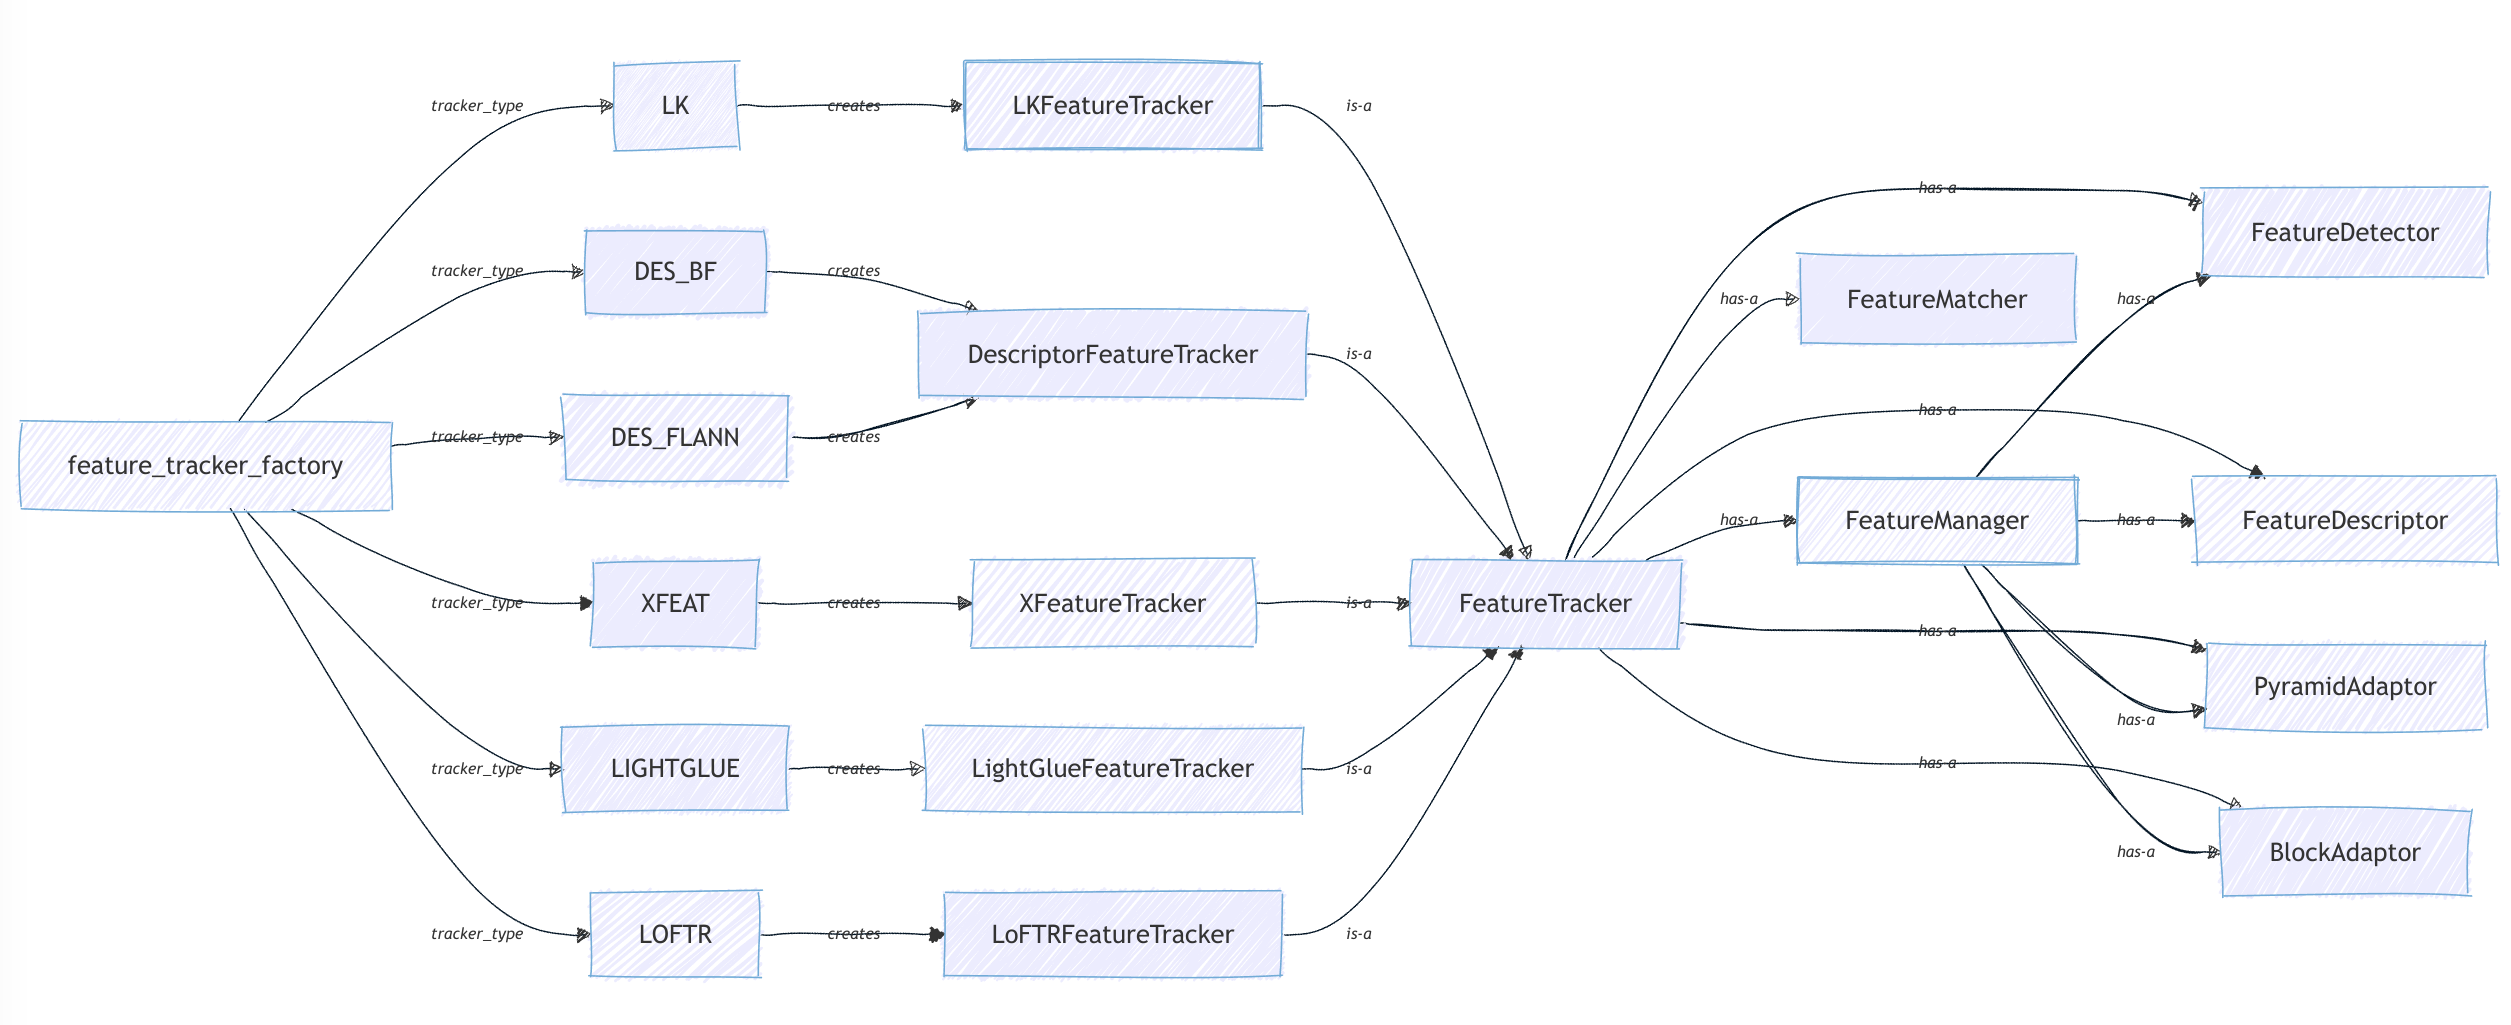 tracker_type
LK
creates
LKFeatureTracker
is-a
tracker_type
DES_BF
creates
DescriptorFeatureTracker
is-a
tracker_type
DES_FLANN
creates
feature_tracker_factory
tracker_type
XFEAT
creates
XFeatureTracker
is-a
FeatureTracker
tracker_type
LIGHTGLUE
creates
LightGlueFeatureTracker
is-a
tracker_type
LOFTR
creates
LoFTRFeatureTracker
is-a
has-a
FeatureDetector
has-a
FeatureMatcher
has-a
has-a
has-a
FeatureManager
has-a
FeatureDescriptor
has-a
PyramidAdaptor
has-a
has-a
has-a
BlockAdaptor